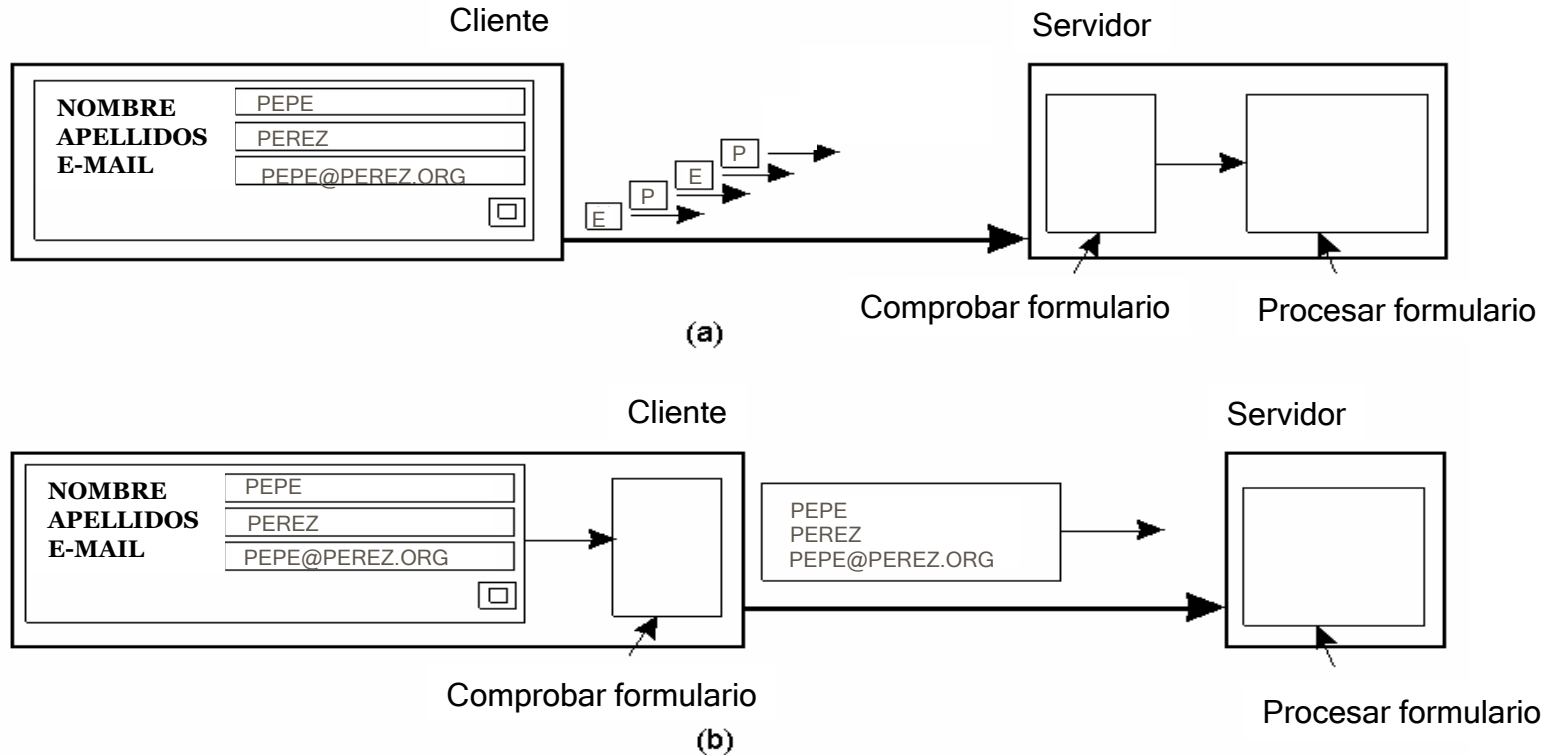 Cliente
Servidor
NOMBRE PEPE
APELLIDOS PEREZ
E-MAIL PEPE@PEREZ.ORG
P
E
P
E
Comprobar formulario
Procesar formulario
(a)
Cliente
Servidor
NOMBRE PEPE
APELLIDOS PEREZ
E-MAIL PEPE@PEREZ.ORG
PEPE
PEREZ
PEPE@PEREZ.ORG
Comprobar formulario
Procesar formulario
(b)